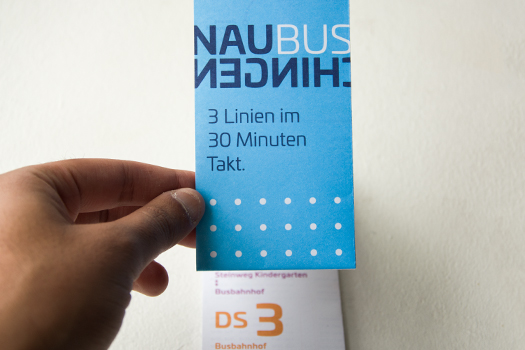 NAUBUS
CHINGEN
3 Linien im
30 Minuten
Takt.
Steinweg Kindergarten
I
Busbahnhof
DS 3
Busbahnhof